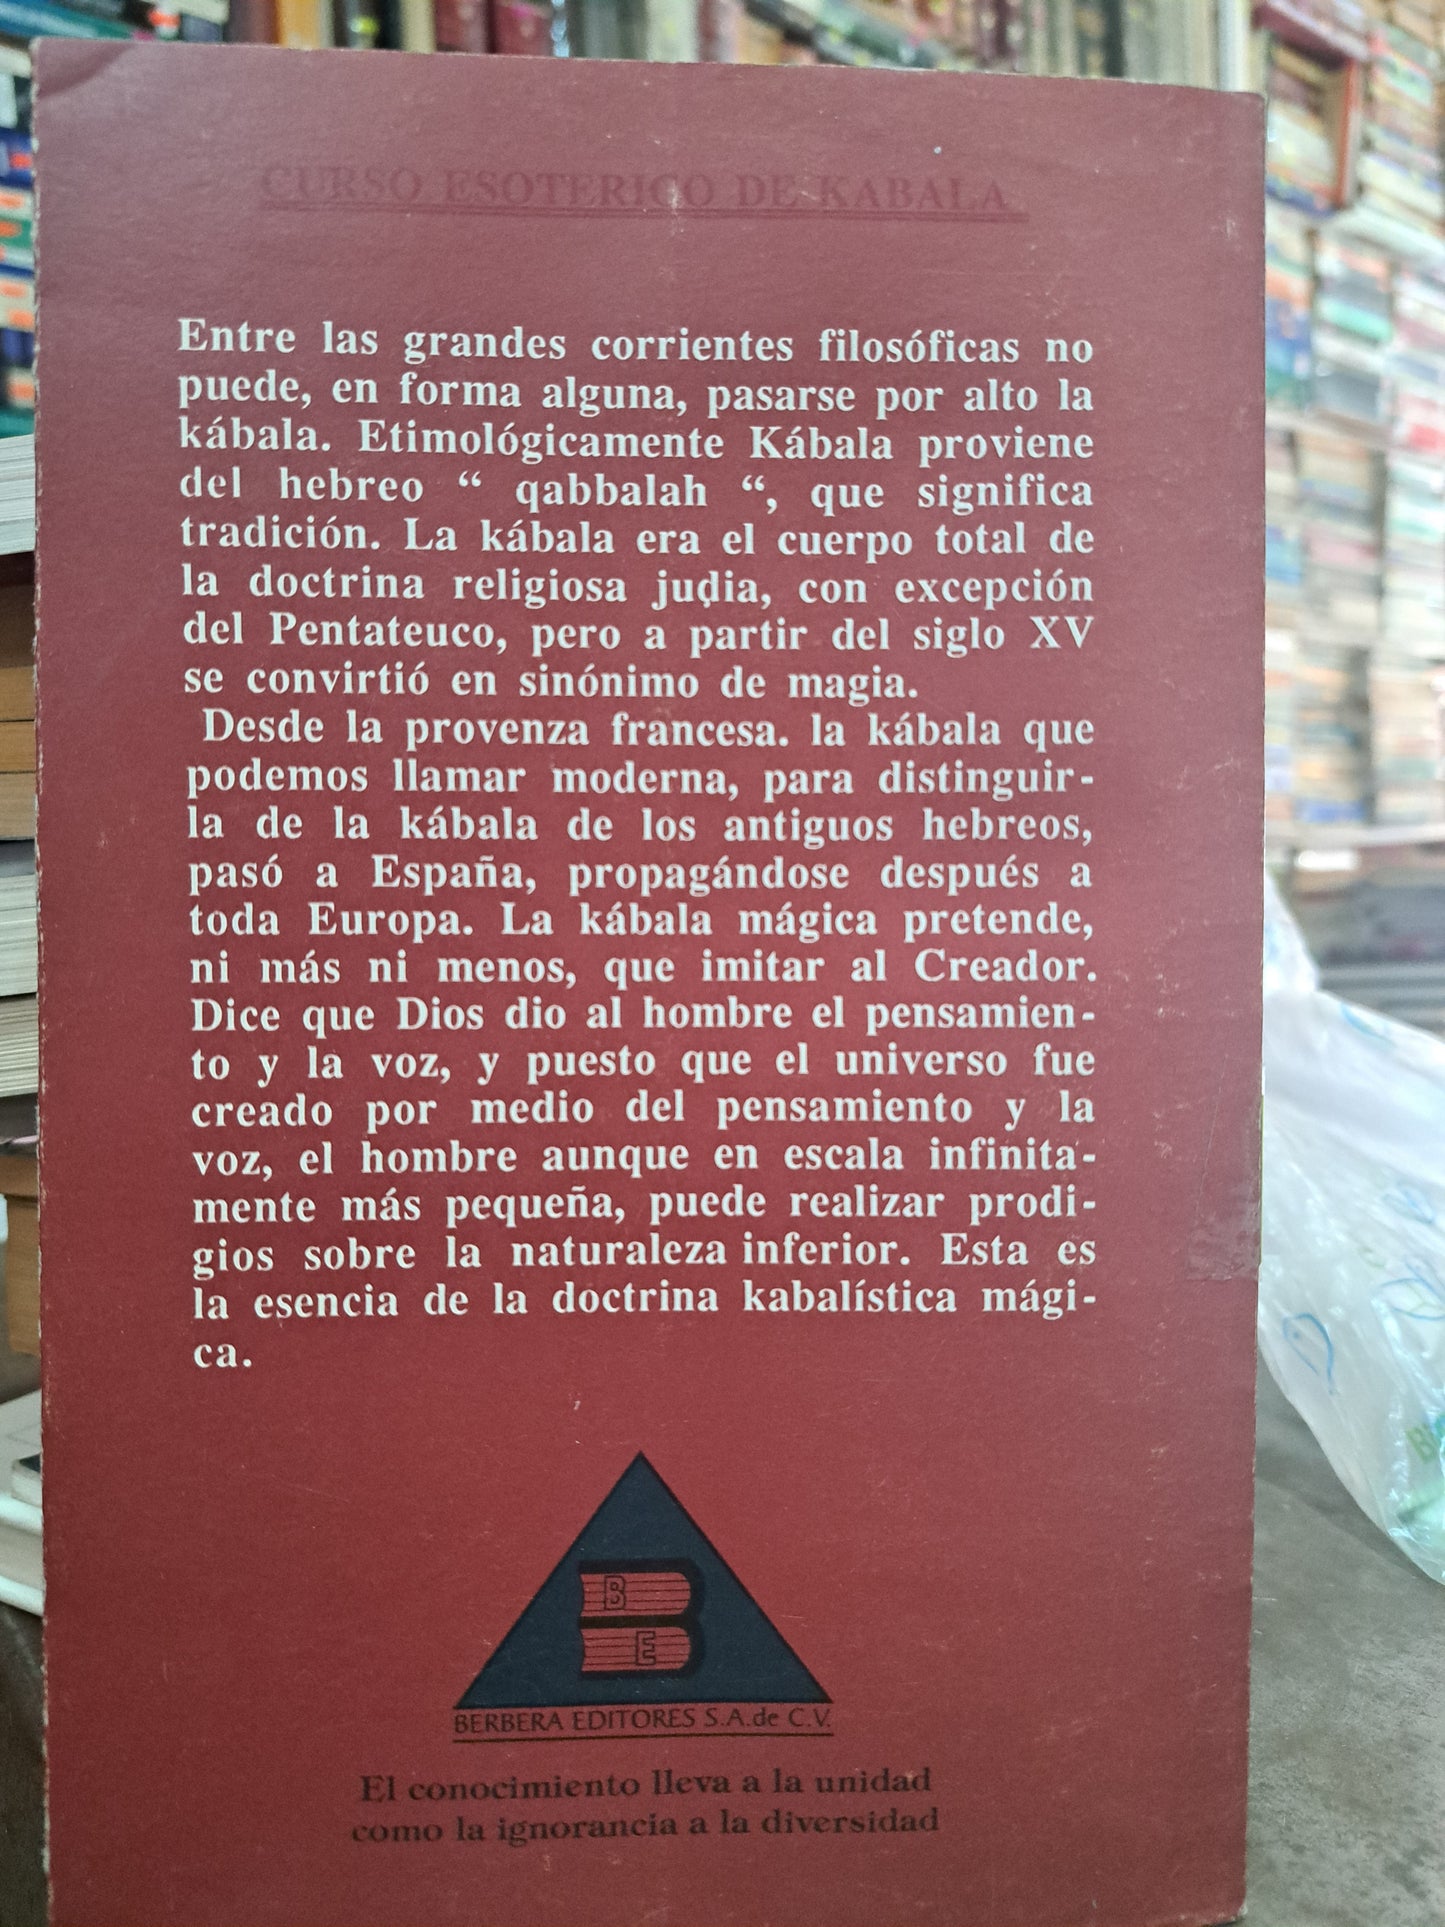 CURSO ESOTERICO DE KABALA
Entre las grandes corrientes filosóficas no
puede, en forma alguna, pasarse por alto la
kábala. Etimológicamente Kábala proviene
del hebreo “ qabbalah “, que significa
tradición. La kábala era el cuerpo total de
la doctrina religiosa judia, con excepción
del Pentateuco, pero a partir del siglo XV
se convirtió en sinónimo de magia.
Desde la provenza francesa. la kábala que
podemos llamar moderna, para distinguir-
la de la kábala de los antiguos hebreos,
pasó a España, propagándose después a
toda Europa. La kábala mágica pretende,
ni más ni menos, que imitar al Creador.
Dice que Dios dio al hombre el pensamien-
to y la voz, y puesto que el universo fue
creado por medio del pensamiento y la
voz, el hombre aunque en escala infinita-
mente más pequeña, puede realizar prodi-
gios sobre la naturaleza inferior. Esta es
la esencia de la doctrina kabalística mági-
ca.
B
E
BERBERA EDITORES S.A.de C.V.
El conocimiento lleva a la unidad
como la ignorancia a la diversidad